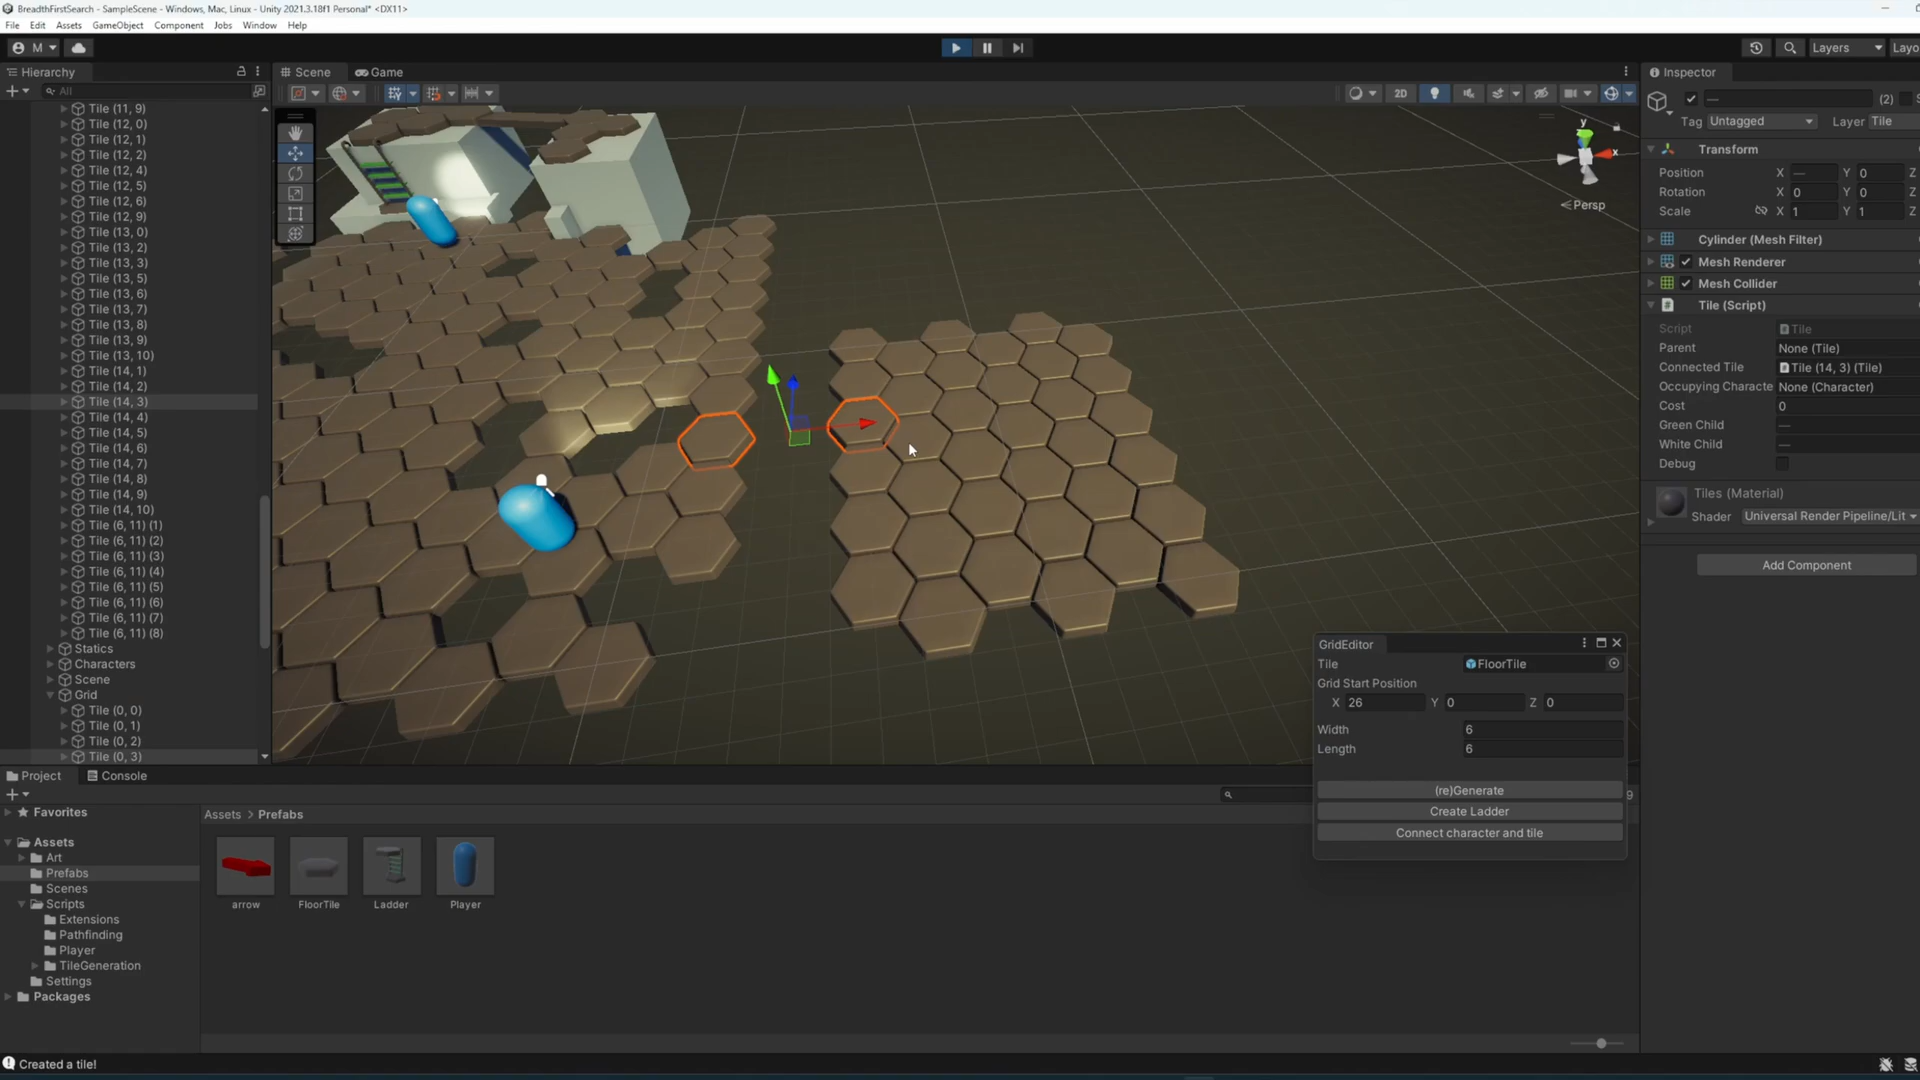 BreadthFirstSearch - SampleScene - Windows, Mac, Linux - Unity 2021.3.18f1 Personal* <DX11>
File Edit Assets GameObject Component Jobs Window Help
M
Layers
Layo
Hierarchy
All
Tile (11, 9)
Tile (12, 0)
Tile (12, 1)
Tile (12, 2)
Tile (12, 4)
Tile (12, 5)
Tile (12, 6)
Tile (12, 9)
Tile (13, 0)
Tile (13, 2)
Tile (13, 3)
Tile (13, 5)
Tile (13, 6)
Tile (13, 7)
Tile (13, 8)
Tile (13, 9)
Tile (13, 10)
Tile (14, 1)
Tile (14, 2)
Tile (14, 3)
Tile (14, 4)
Tile (14, 5)
Tile (14, 6)
Tile (14, 7)
Tile (14, 8)
Tile (14, 9)
Tile (14, 10)
Tile (6, 11) (1)
Tile (6, 11) (2)
Tile (6, 11) (3)
Tile (6, 11) (4)
Tile (6, 11) (5)
Tile (6, 11) (6)
Tile (6, 11) (7)
Tile (6, 11) (8)
Statics
Characters
Scene
Grid
Tile (0, 0)
Tile (0, 1)
Tile (0, 2)
Tile (0, 3)
Scene
Game
2D
y
x
Persp
Inspector
— (2)
Tag Untagged Layer Tile
Transform
Position X — Y 0 Z
Rotation X 0 Y 0 Z
Scale X 1 Y 1 Z
Cylinder (Mesh Filter)
Mesh Renderer
Mesh Collider
Tile (Script)
Script Tile
Parent None (Tile)
Connected Tile Tile (14, 3) (Tile)
Occupying Characte None (Character)
Cost 0
Green Child —
White Child —
Debug
Tiles (Material)
Shader Universal Render Pipeline/Lit
Add Component
GridEditor
Tile FloorTile
Grid Start Position
X 26 Y 0 Z 0
Width 6
Length 6
(re)Generate
Create Ladder
Connect character and tile
9
Project
Console
Favorites
Assets
Art
Prefabs
Scenes
Scripts
Extensions
Pathfinding
Player
TileGeneration
Settings
Packages
Assets > Prefabs
arrow
FloorTile
Ladder
Player
Created a tile!